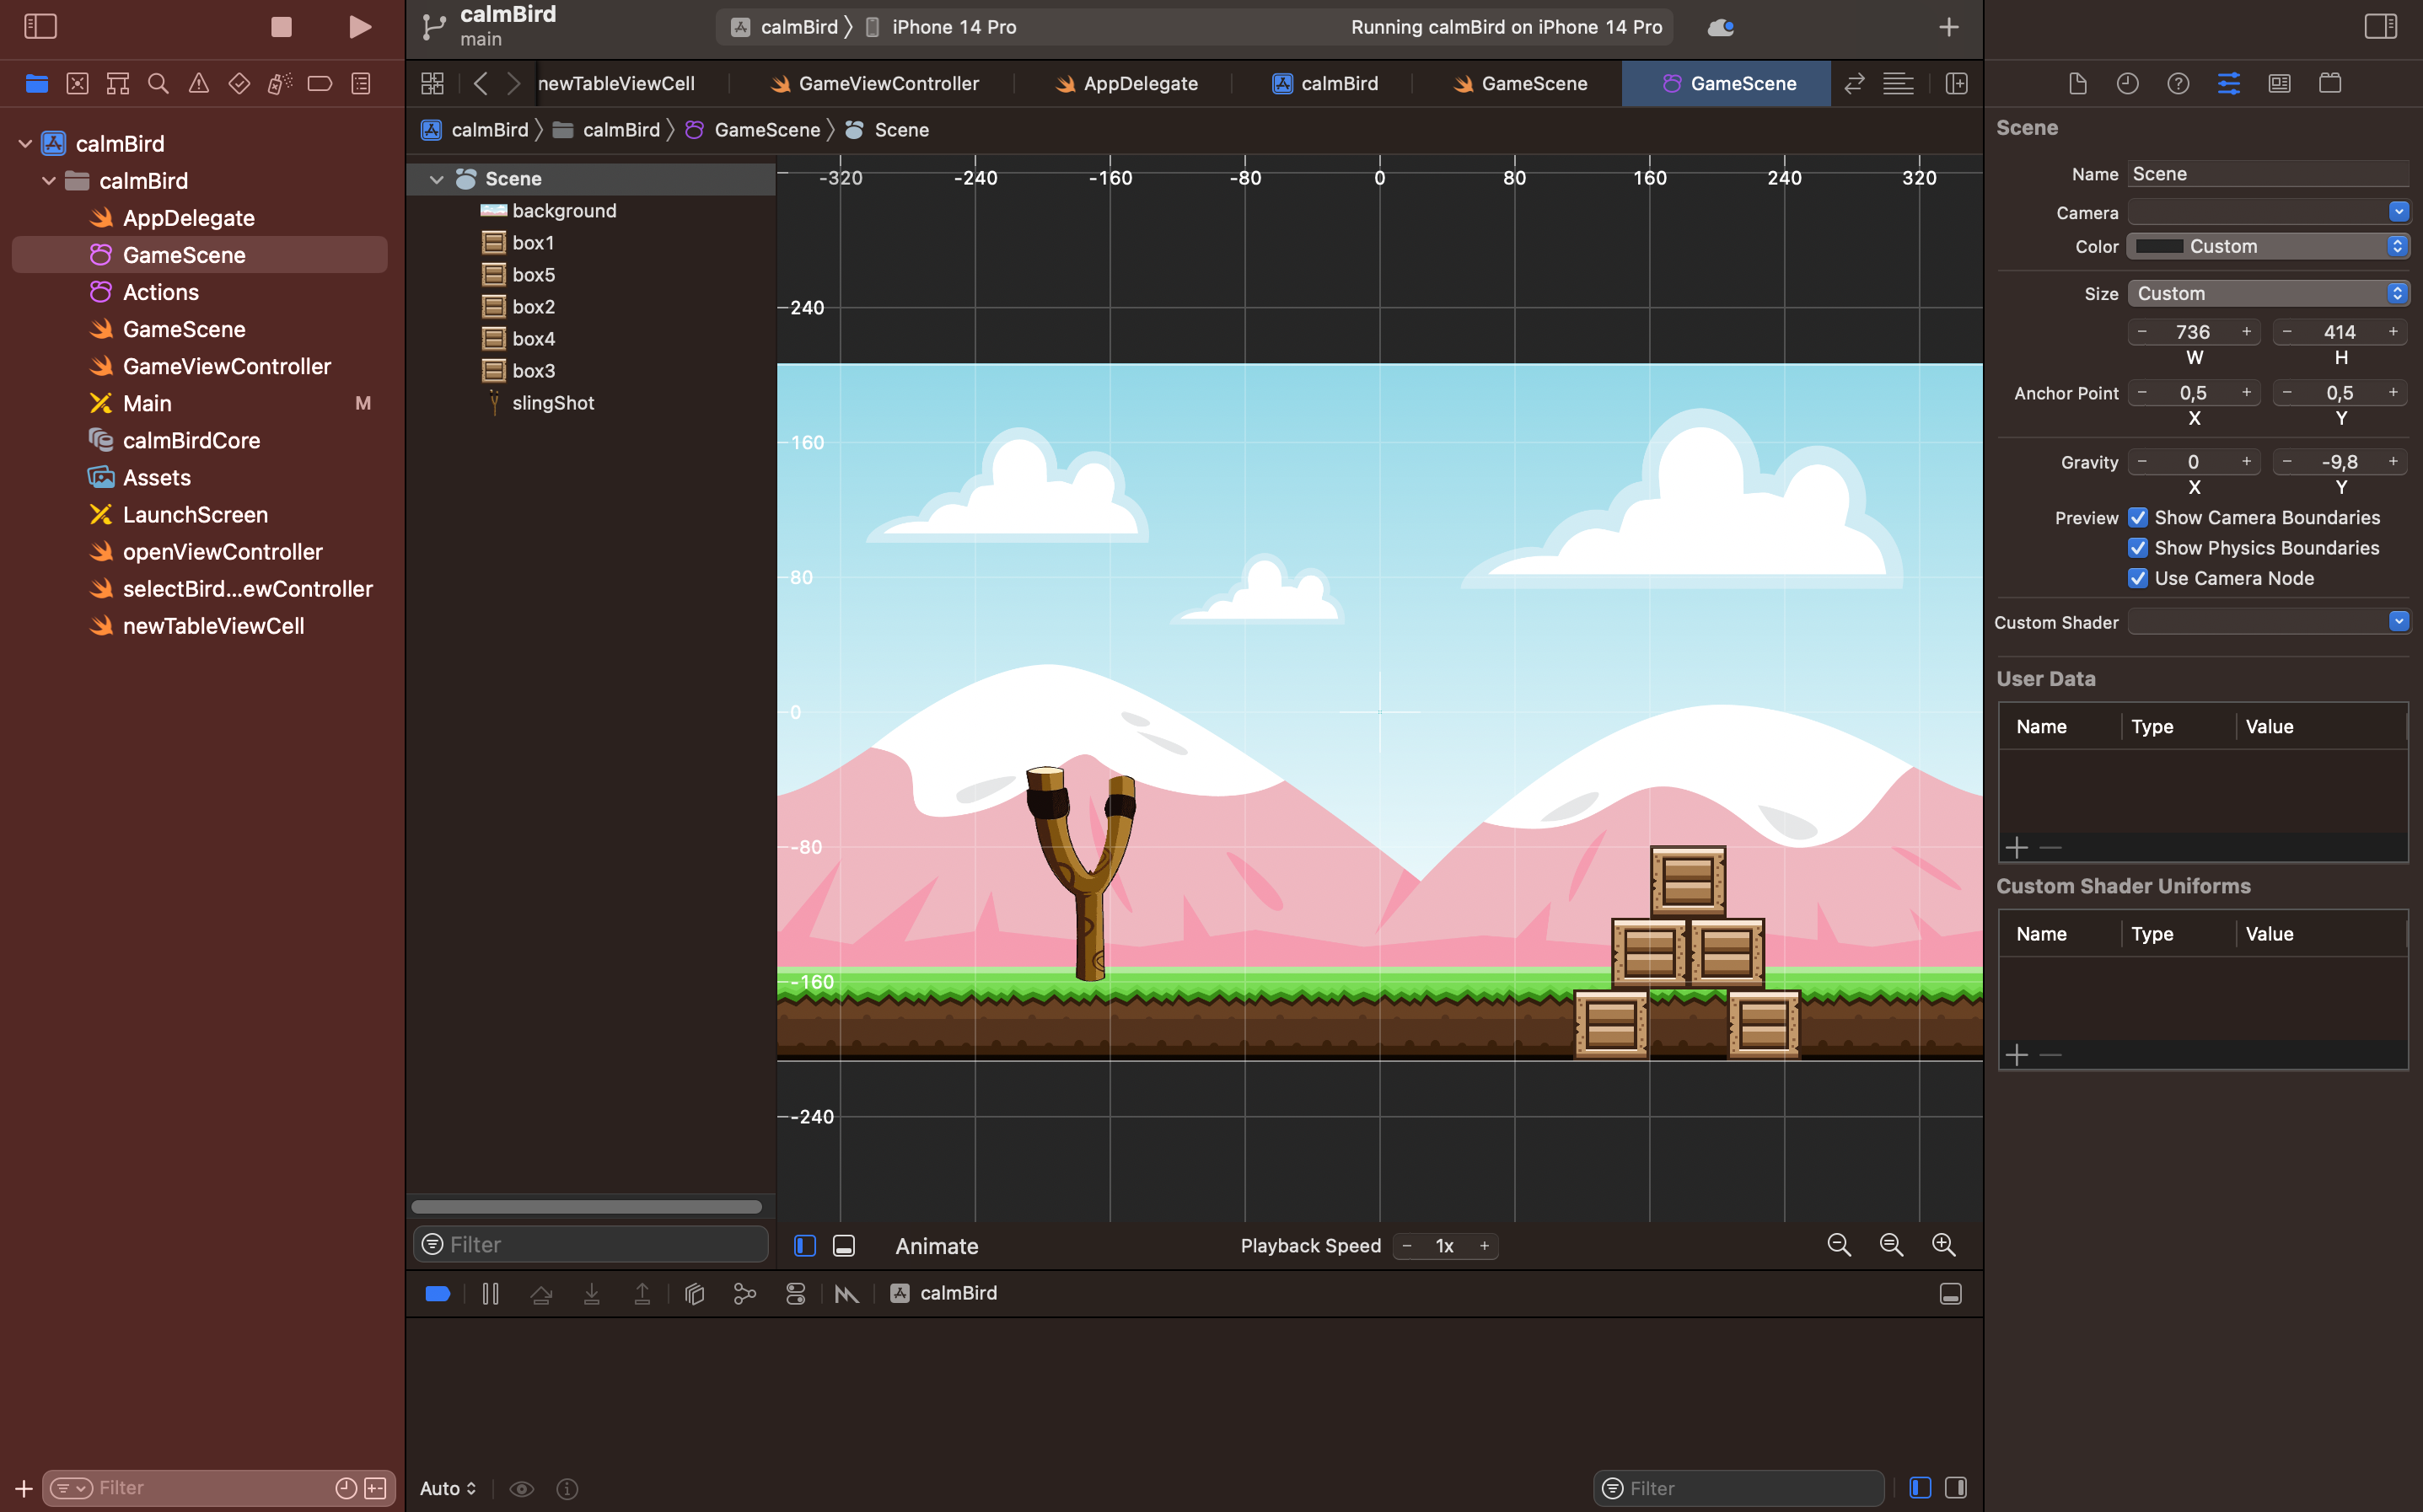 calmBird
main
calmBird
iPhone 14 Pro
Running calmBird on iPhone 14 Pro
newTableViewCell
GameViewController
AppDelegate
calmBird
GameScene
GameScene
calmBird
calmBird
GameScene
Scene
calmBird
calmBird
AppDelegate
GameScene
Actions
GameScene
GameViewController
Main
M
calmBirdCore
Assets
LaunchScreen
openViewController
selectBird...ewController
newTableViewCell
Filter
Scene
background
box1
box5
box2
box4
box3
slingShot
Filter
-320
-240
-160
-80
0
80
160
240
320
240
160
80
0
-80
-160
-240
Animate
Playback Speed
- 1x +
calmBird
Auto
Filter
Scene
Name Scene
Camera
Color Custom
Size Custom
- 736 + - 414 +
W H
Anchor Point - 0,5 + - 0,5 +
X Y
Gravity - 0 + - -9,8 +
X Y
Preview Show Camera Boundaries
Show Physics Boundaries
Use Camera Node
Custom Shader
User Data
Name Type Value
Custom Shader Uniforms
Name Type Value